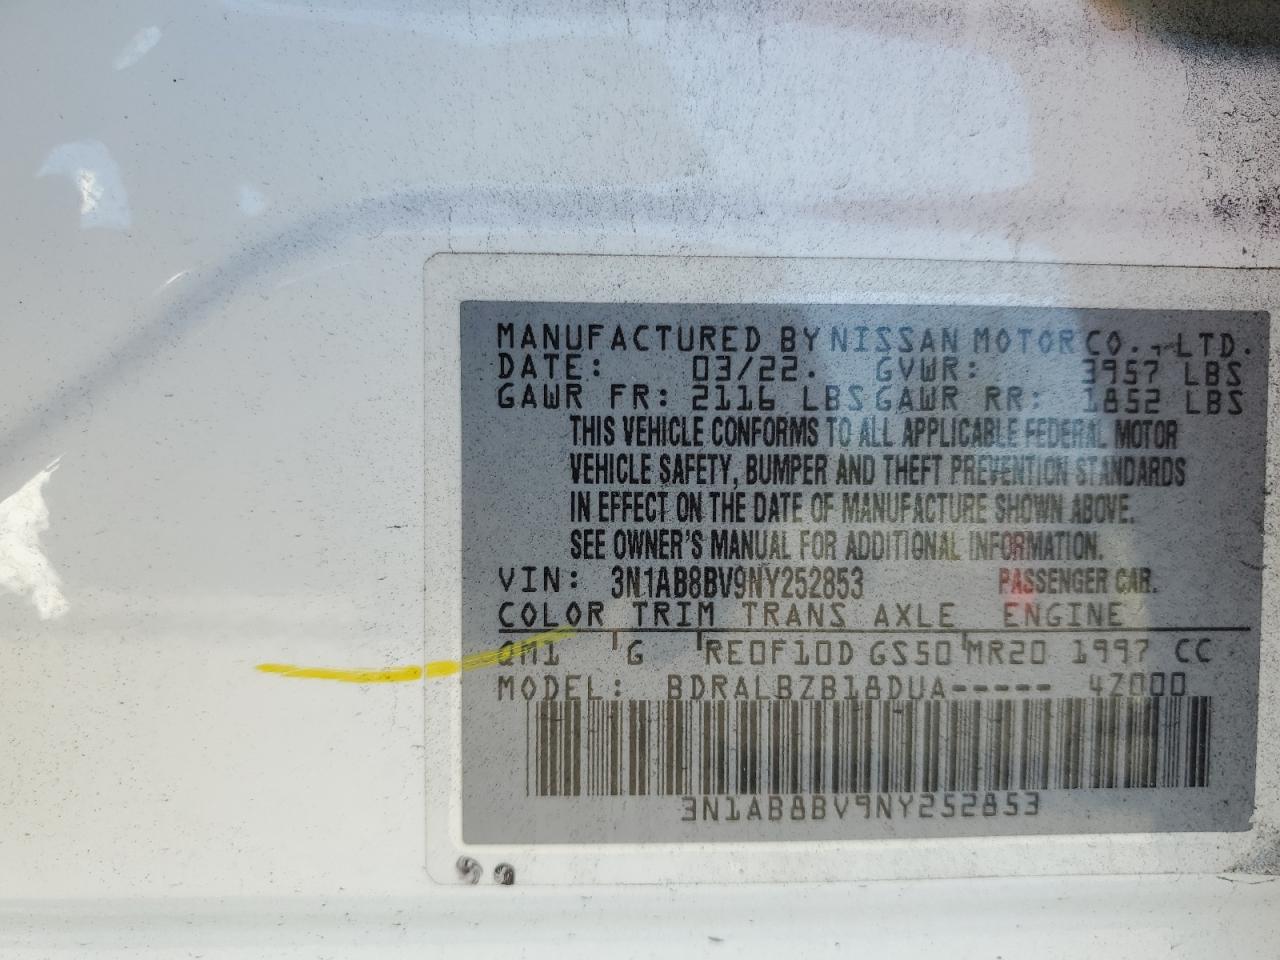 MANUFACTURED BY NISSAN MOTOR CO., LTD.
DATE: 03/22. GVWR: 3957 LBS
GAWR FR: 2116 LBS GAWR RR: 1852 LBS
THIS VEHICLE CONFORMS TO ALL APPLICABLE FEDERAL MOTOR
VEHICLE SAFETY, BUMPER AND THEFT PREVENTION STANDARDS
IN EFFECT ON THE DATE OF MANUFACTURE SHOWN ABOVE.
SEE OWNER'S MANUAL FOR ADDITIONAL INFORMATION.
VIN: 3N1AB8BV9NY252853 PASSENGER CAR.
COLOR TRIM TRANS AXLE ENGINE
QM1 G RE0F10D GS50 MR20 1997 CC
MODEL: BDRALBZB18DUA----- 4Z000
3N1AB8BV9NY252853